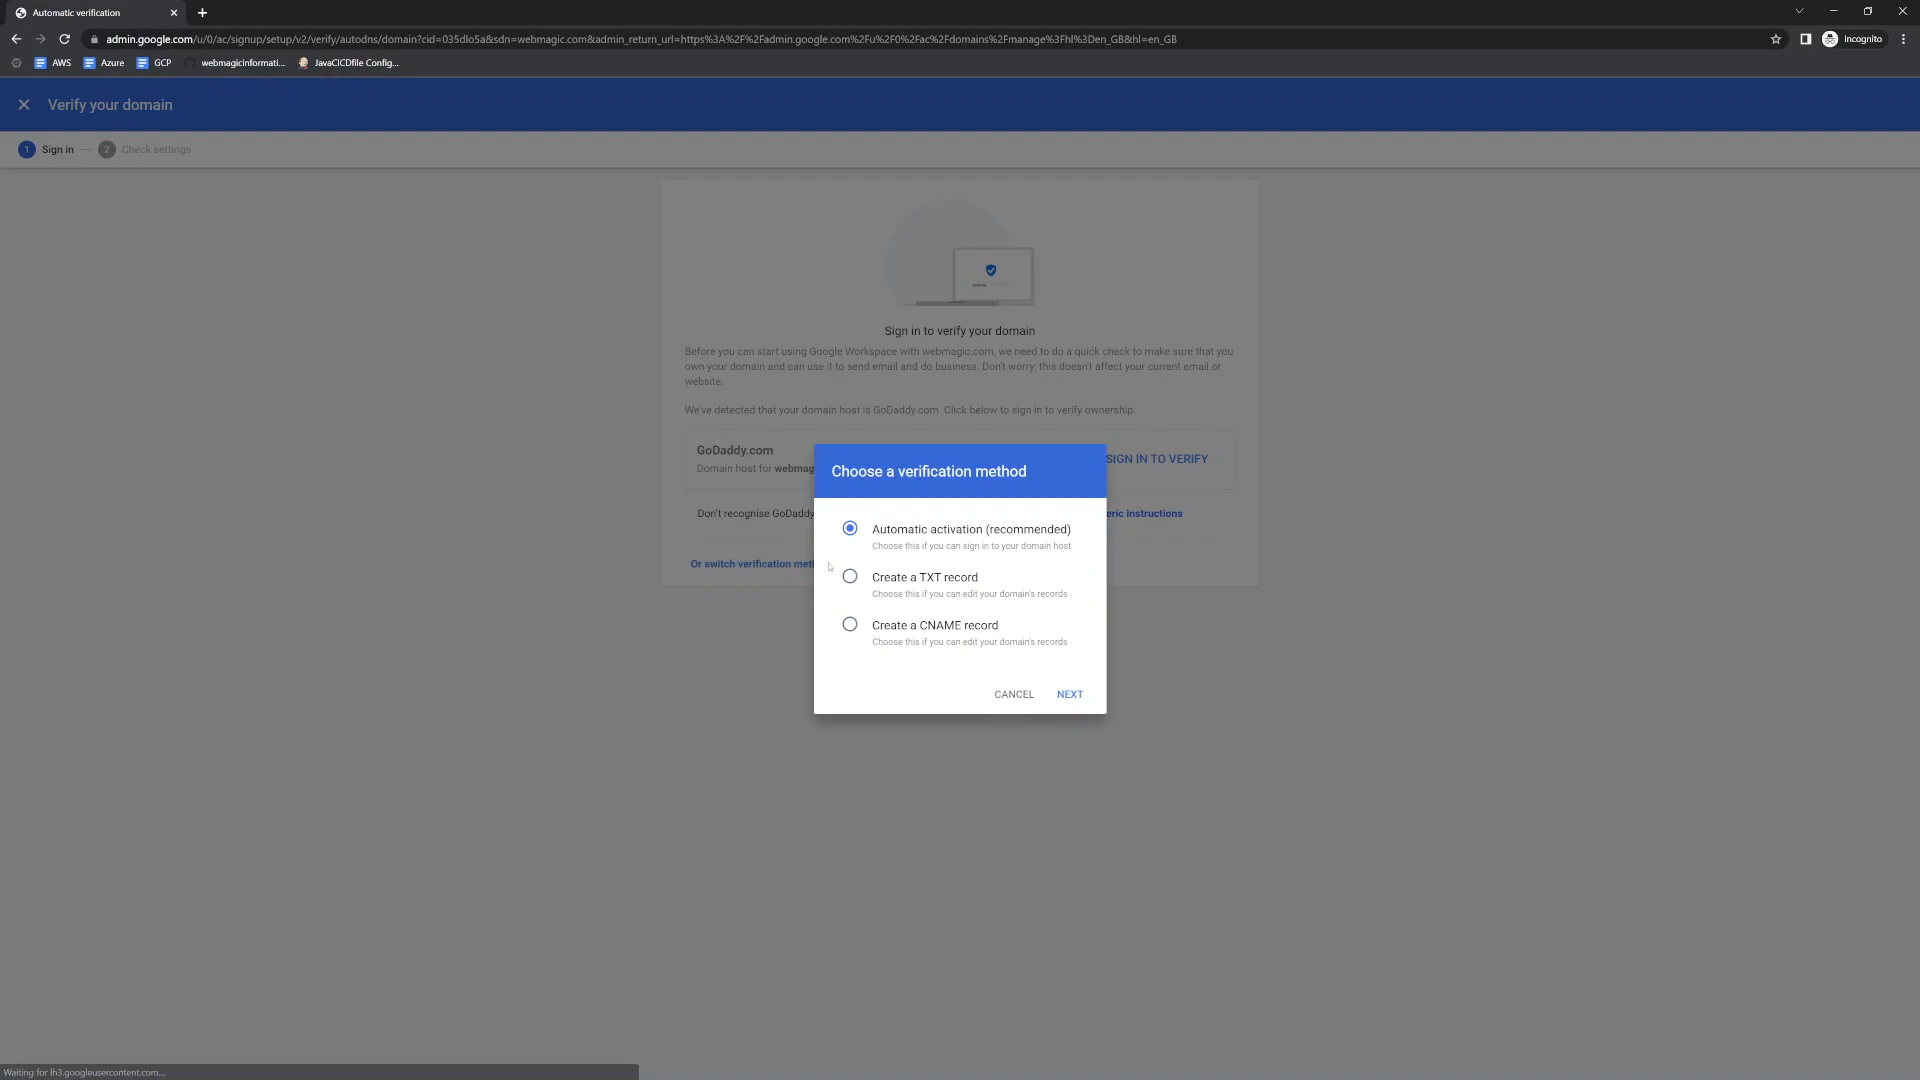 Automatic verification
admin.google.com/u/0/ac/signup/setup/v2/verify/autodns/domain?cid=035dlo5a&sdn=webmagic.com&admin_return_url=https%3A%2F%2Fadmin.google.com%2Fu%2F0%2Fac%2Fdomains%2Fmanage%3Fhl%3Den_GB&hl=en_GB
Incognito
AWS
Azure
GCP
webmagicinformati...
JavaCICDfile Config...
Verify your domain
1 Sign in
2 Check settings
Sign in to verify your domain
Before you can start using Google Workspace with webmagic.com, we need to do a quick check to make sure that you
own your domain and can use it to send email and do business. Don't worry; this doesn't affect your current email or
website.
We've detected that your domain host is GoDaddy.com. Click below to sign in to verify ownership.
GoDaddy.com
Domain host for webmag
SIGN IN TO VERIFY
Don't recognise GoDaddy
eric instructions
Or switch verification meth
Choose a verification method
Automatic activation (recommended)
Choose this if you can sign in to your domain host
Create a TXT record
Choose this if you can edit your domain's records
Create a CNAME record
Choose this if you can edit your domain's records
CANCEL
NEXT
Waiting for lh3.googleusercontent.com...